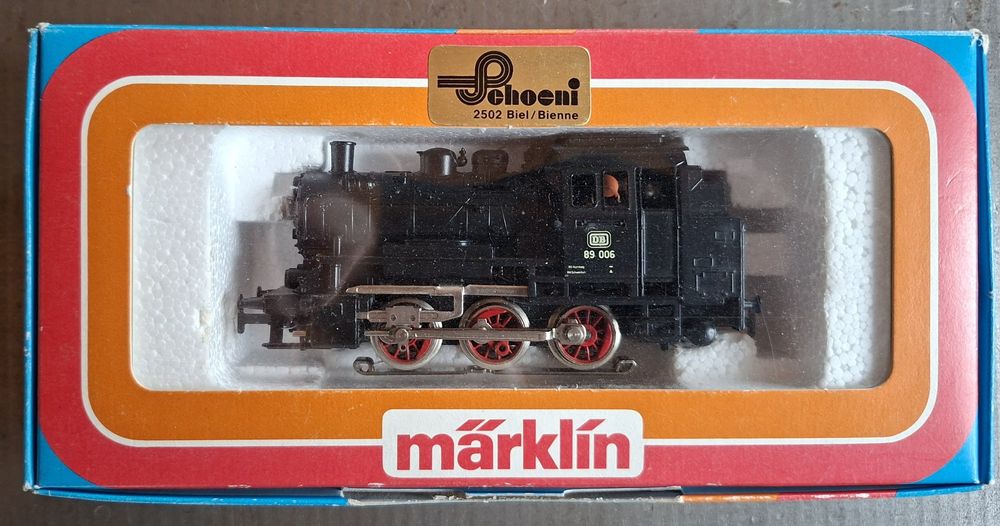 Schoeni
2502 Biel/Bienne
DB
89 006
märklin